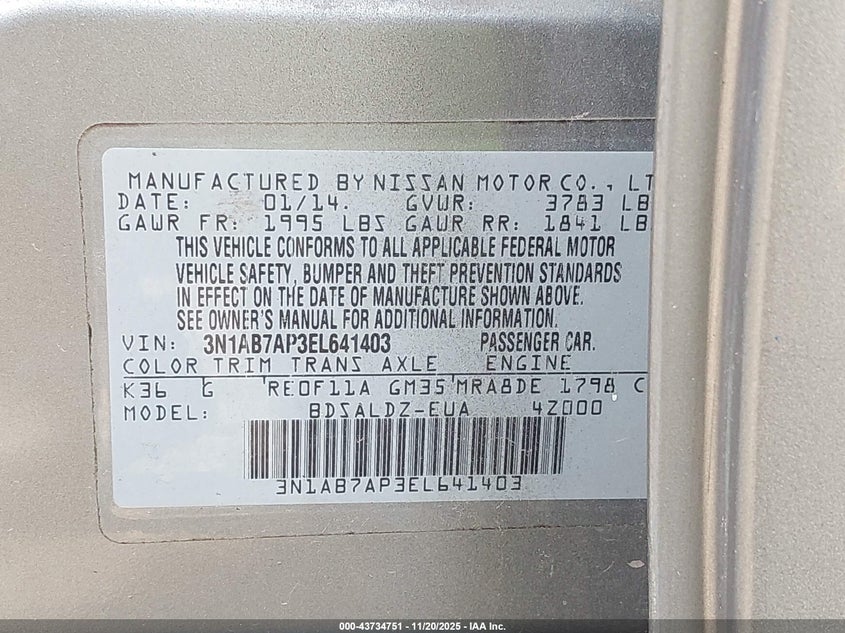 MANUFACTURED BY NISSAN MOTOR CO., LT
DATE: 01/14. GVWR: 3783 LB
GAWR FR: 1995 LBS GAWR RR: 1841 LB
THIS VEHICLE CONFORMS TO ALL APPLICABLE FEDERAL MOTOR
VEHICLE SAFETY, BUMPER AND THEFT PREVENTION STANDARDS
IN EFFECT ON THE DATE OF MANUFACTURE SHOWN ABOVE.
SEE OWNER'S MANUAL FOR ADDITIONAL INFORMATION.
VIN: 3N1AB7AP3EL641403 PASSENGER CAR.
COLOR TRIM TRANS AXLE ENGINE
K36 G RE0F11A GM35 MRA8DE 1798 C
MODEL: BDSALDZ-EUA 42000
3N1AB7AP3EL641403
000-43734751 — 11/20/2025 — IAA Inc.